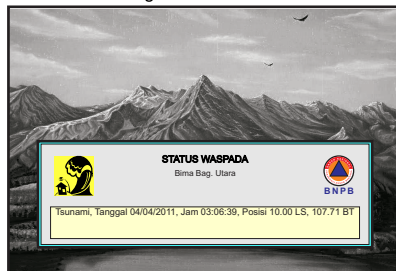 STATUS WASPADA
Bima Bag. Utara
BNPB
Tsunami, Tanggal 04/04/2011, Jam 03:06:39, Posisi 10.00 LS, 107.71 BT